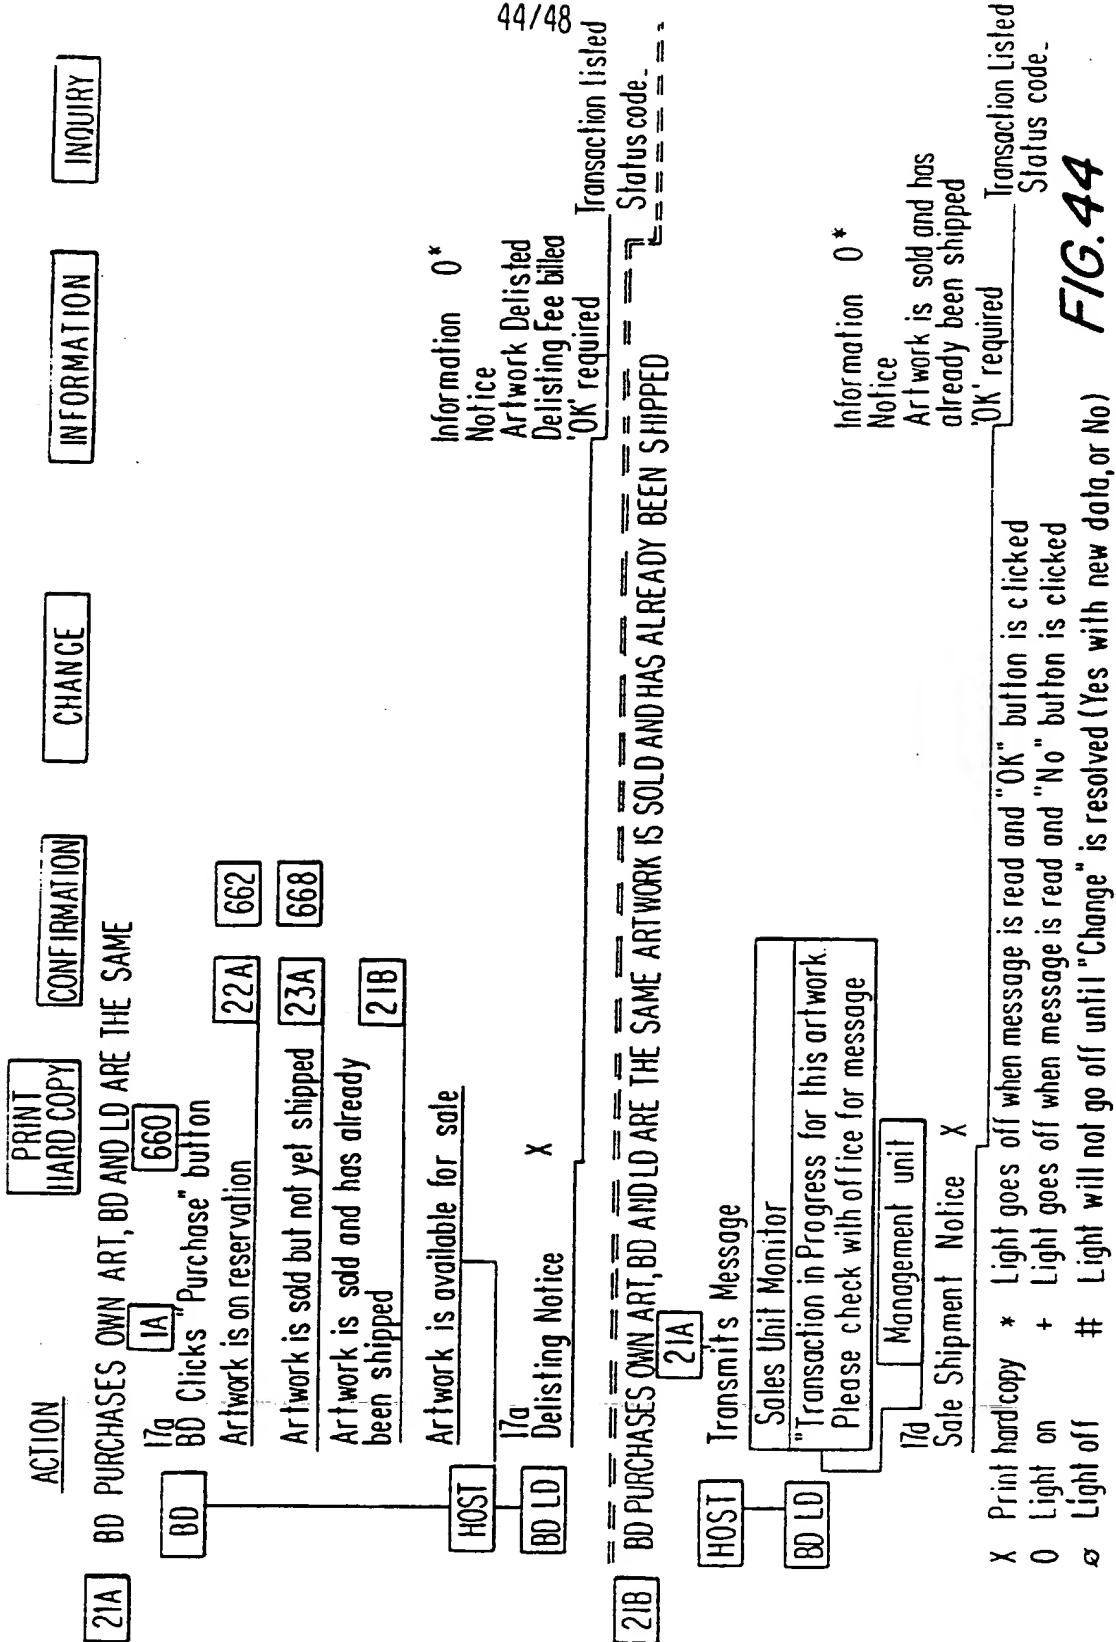 44/48
ACTION
PRINT
HARD COPY
CONFIRMATION
CHANGE
INFORMATION
INQUIRY
21A
BD PURCHASES OWN ART, BD AND LD ARE THE SAME
1A
660
BD
17a
BD Clicks "Purchase" button
Artwork is on reservation
22A
662
Artwork is sold but not yet shipped
23A
668
Artwork is sold and has already
been shipped
21B
Artwork is available for sale
HOST
BD LD
17a
Delisting Notice
X
Information O*
Notice
Artwork Delisted
Delisting Fee billed
'OK' required
Transaction listed
Status code_
21B
BD PURCHASES OWN ART, BD AND LD ARE THE SAME ARTWORK IS SOLD AND HAS ALREADY BEEN SHIPPED
21A
HOST
Transmits Message
BD LD
Sales Unit Monitor
"Transaction in Progress for this artwork.
Please check with office for message
Management unit
17d
Sale Shipment Notice X
Information O*
Notice
Artwork is sold and has
already been shipped
'OK' required
Transaction Listed
Status code_
X Print hard copy * Light goes off when message is read and "OK" button is clicked
O Light on + Light goes off when message is read and "No" button is clicked
ø Light off # Light will not go off until "Change" is resolved (Yes with new data, or No)
FIG.44